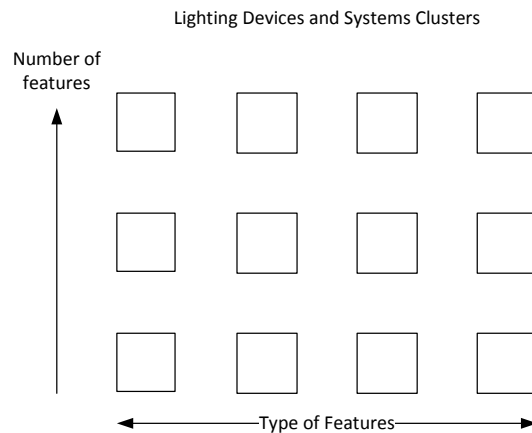 Lighting Devices and Systems Clusters
Number of
features
Type of Features